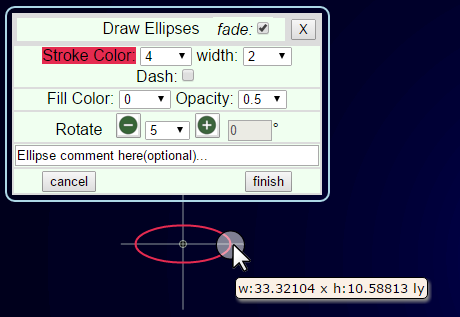 Draw Ellipses fade: X
Stroke Color: 4 width: 2
Dash:
Fill Color: 0 Opacity: 0.5
Rotate 5 0 °
Ellipse comment here(optional)...
cancel finish
w:33.32104 x h:10.58813 ly